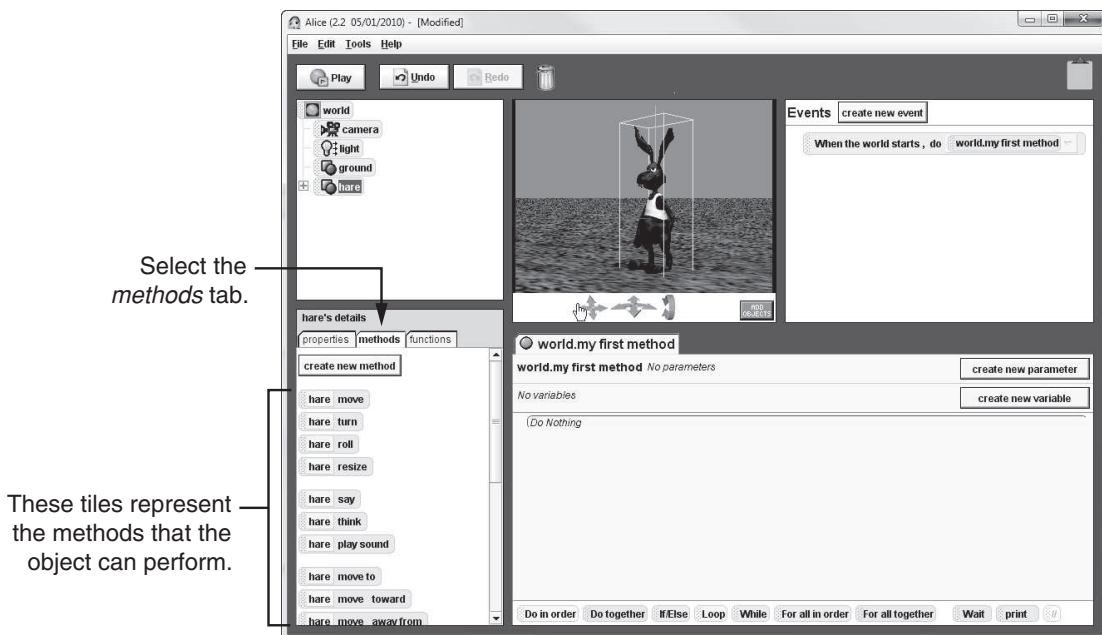 Alice (2.2 05/01/2010) - [Modified]
File Edit Tools Help
Play Undo Redo
world
camera
light
ground
hare
ADD OBJECTS
Events create new event
When the world starts , do world.my first method
Select the
methods tab.
hare's details
properties methods functions
create new method
hare move
hare turn
hare roll
hare resize
hare say
hare think
hare play sound
hare move to
hare move toward
hare move away from
These tiles represent
the methods that the
object can perform.
world.my first method
world.my first method No parameters create new parameter
No variables create new variable
(Do Nothing
Do in order Do together If/Else Loop While For all in order For all together Wait print //